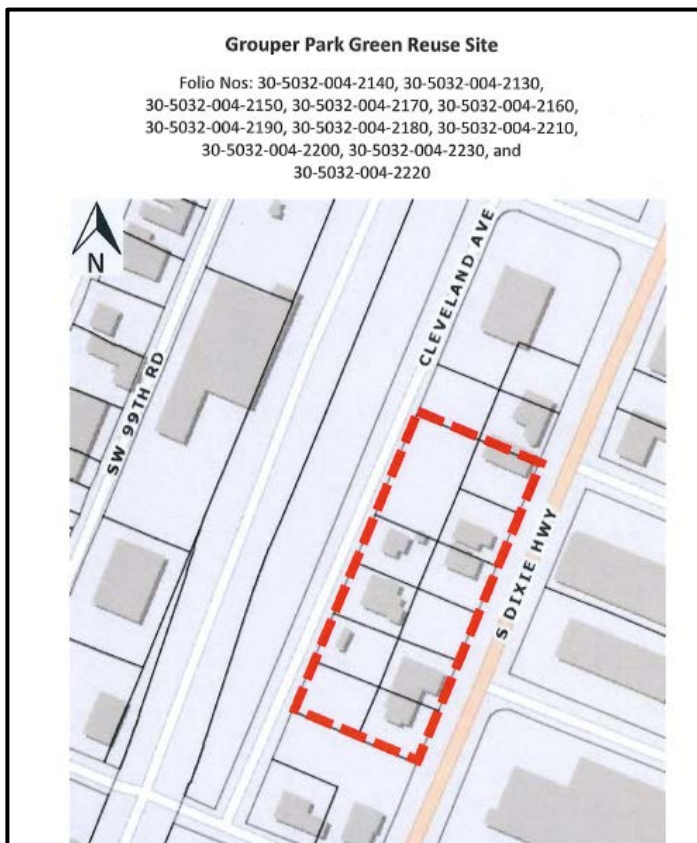 Grouper Park Green Reuse Site
Folio Nos: 30-5032-004-2140, 30-5032-004-2130,
30-5032-004-2150, 30-5032-004-2170, 30-5032-004-2160,
30-5032-004-2190, 30-5032-004-2180, 30-5032-004-2210,
30-5032-004-2200, 30-5032-004-2230, and
30-5032-004-2220
N
CLEVELAND AVE
SW 99TH RD
S DIXIE HWY